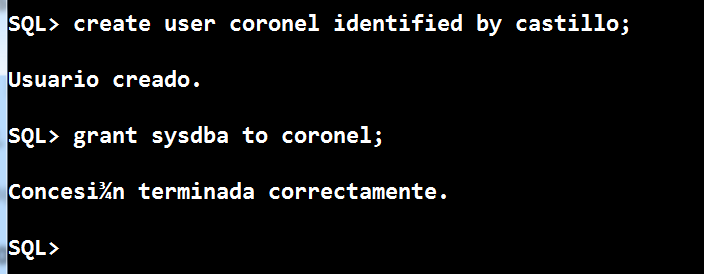 SQL> create user coronel identified by castillo;
Usuario creado.
SQL> grant sysdba to coronel;
Concesi¾n terminada correctamente.
SQL>